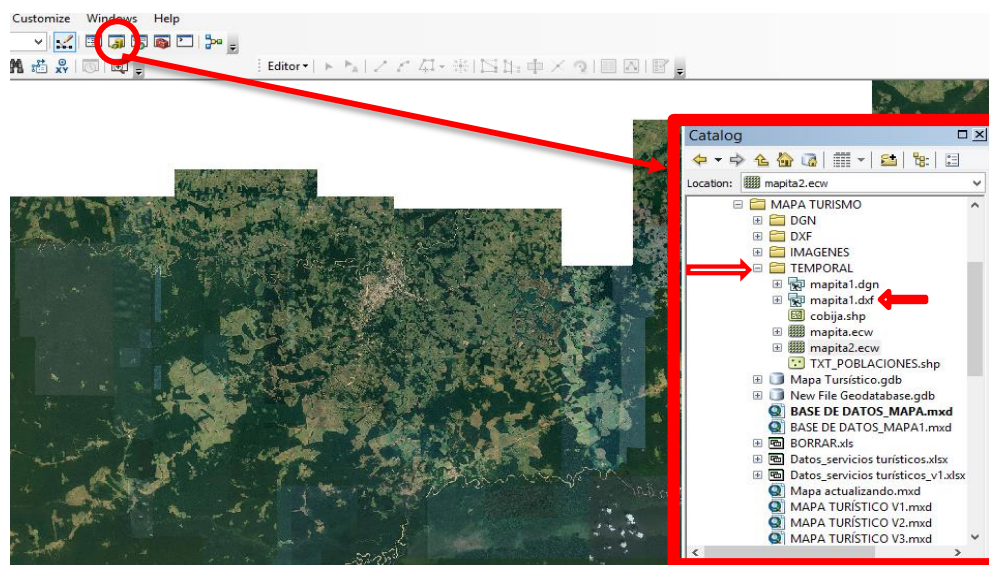 Customize Windows Help
Editor
XY
Catalog
Location: mapita2.ecw
MAPA TURISMO
DGN
DXF
IMAGENES
TEMPORAL
mapita1.dgn
mapita1.dxf
cobija.shp
mapita.ecw
mapita2.ecw
TXT_POBLACIONES.shp
Mapa Turístico.gdb
New File Geodatabase.gdb
BASE DE DATOS_MAPA.mxd
BASE DE DATOS_MAPA1.mxd
BORRAR.xls
Datos_servicios turísticos.xlsx
Datos_servicios turísticos_v1.xlsx
Mapa actualizando.mxd
MAPA TURÍSTICO V1.mxd
MAPA TURÍSTICO V2.mxd
MAPA TURÍSTICO V3.mxd